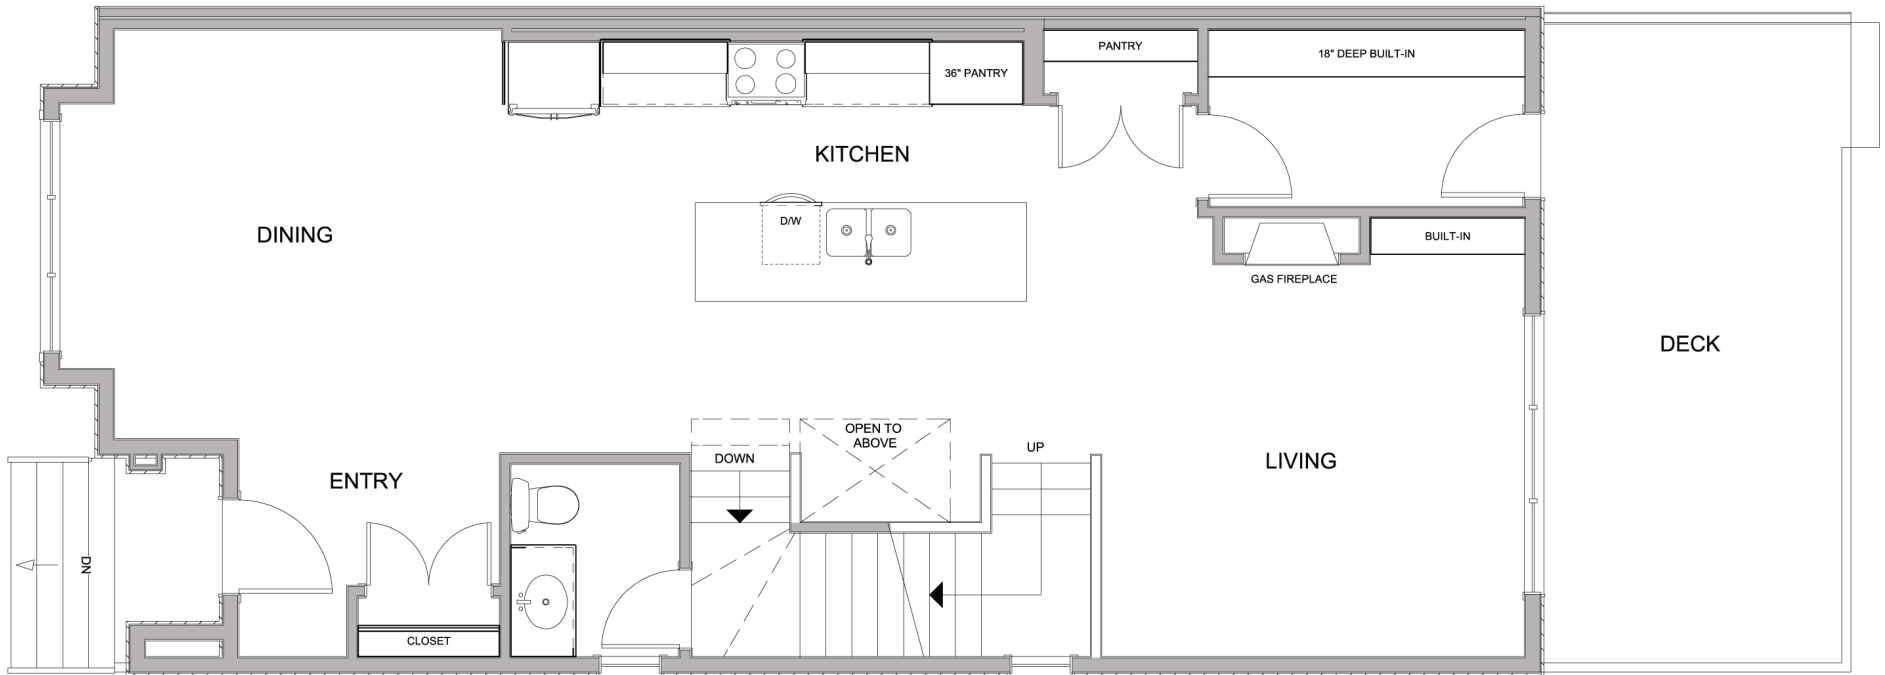 PANTRY
18" DEEP BUILT-IN
36" PANTRY
KITCHEN
D/W
DINING
BUILT-IN
GAS FIREPLACE
DECK
OPEN TO
ABOVE
UP
DOWN
LIVING
ENTRY
DN
CLOSET